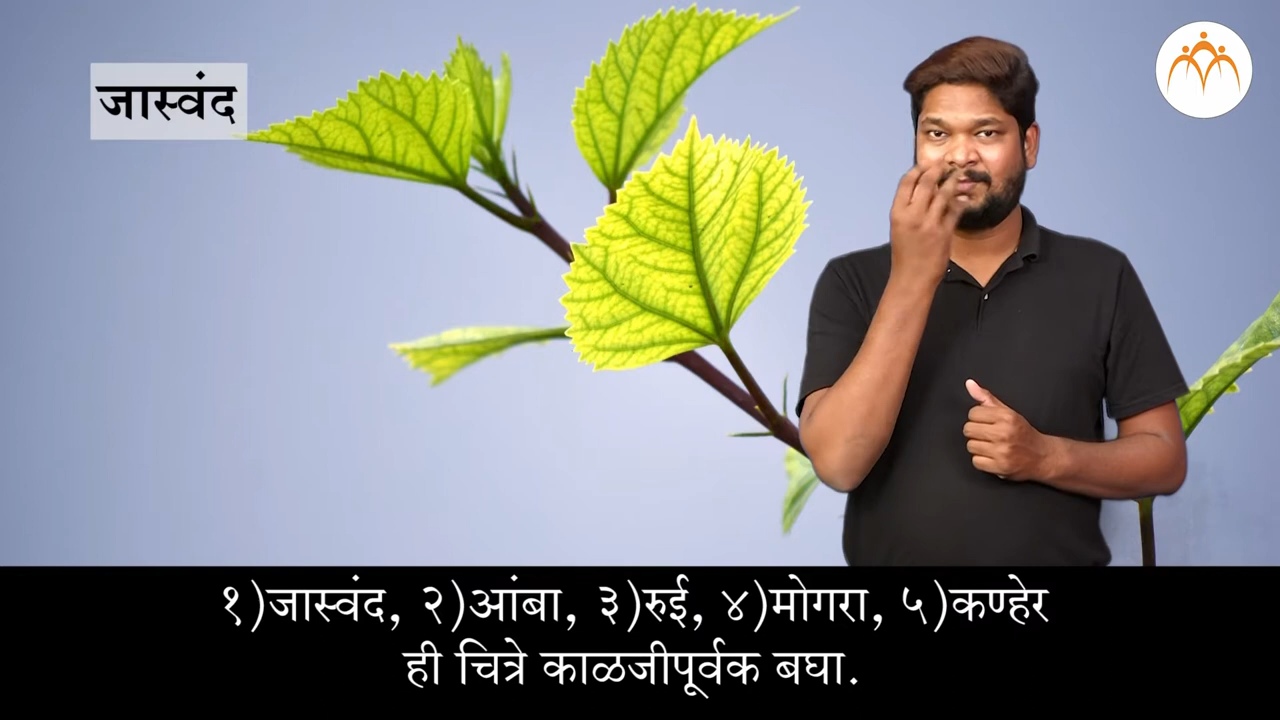 जास्वंद
१)जास्वंद, २)आंबा, ३)रुई, ४)मोगरा, ५)कण्हेर
ही चित्रे काळजीपूर्वक बघा.